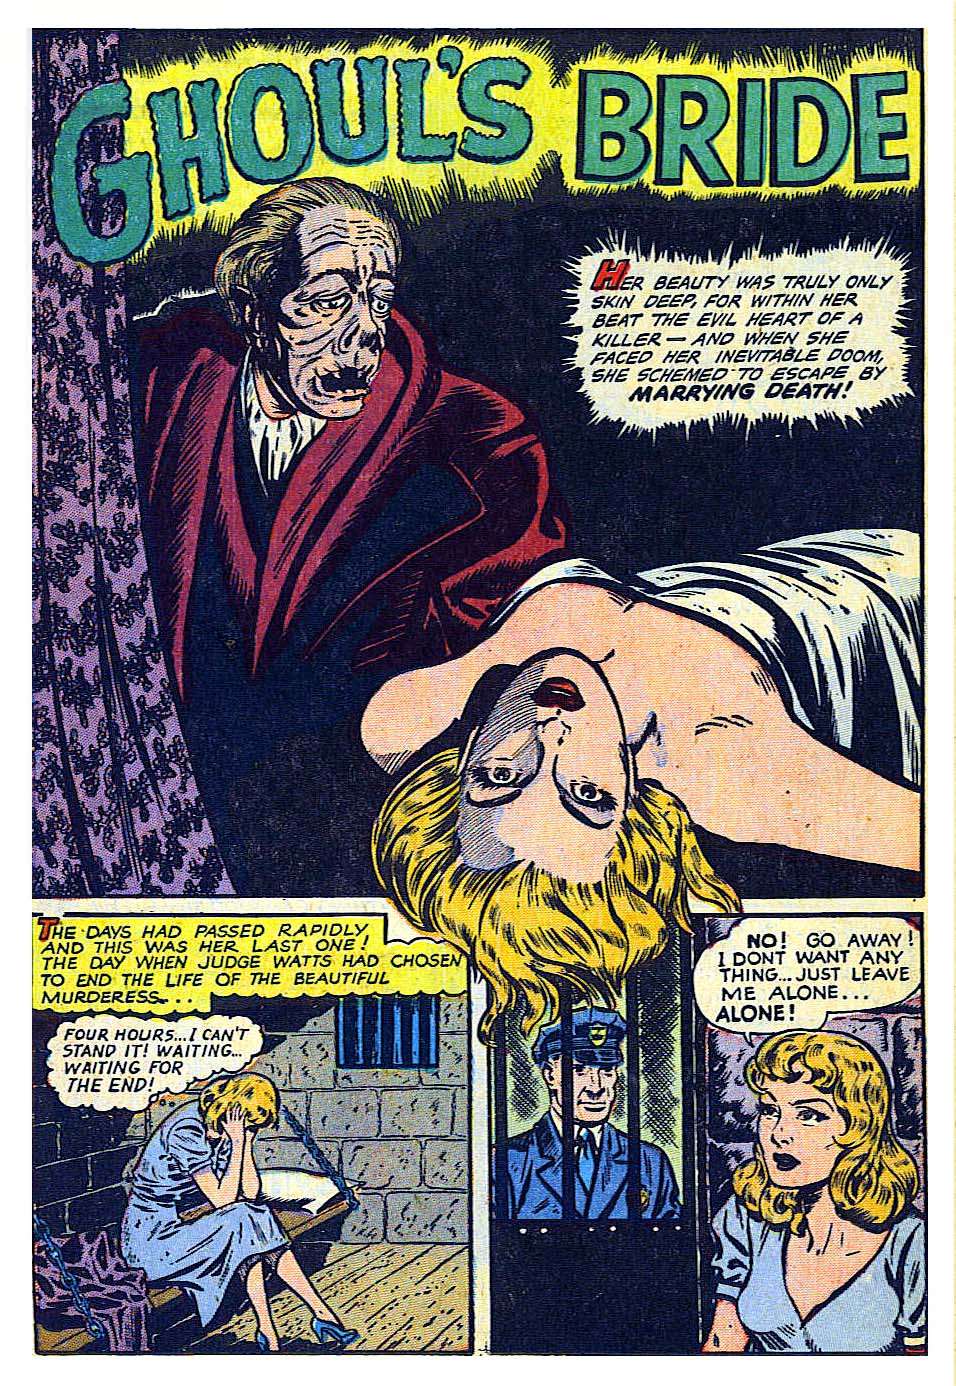 GHOUL'S BRIDE
HER BEAUTY WAS TRULY ONLY
SKIN DEEP, FOR WITHIN HER
BEAT THE EVIL HEART OF A
KILLER — AND WHEN SHE
FACED HER INEVITABLE DOOM,
SHE SCHEMED TO ESCAPE BY
MARRYING DEATH!
THE DAYS HAD PASSED RAPIDLY
AND THIS WAS HER LAST ONE!
THE DAY WHEN JUDGE WATTS HAD CHOSEN
TO END THE LIFE OF THE BEAUTIFUL
MURDERESS...
FOUR HOURS...I CAN'T
STAND IT! WAITING...
WAITING FOR
THE END!
NO! GO AWAY!
I DONT WANT ANY
THING...JUST LEAVE
ME ALONE...
ALONE!